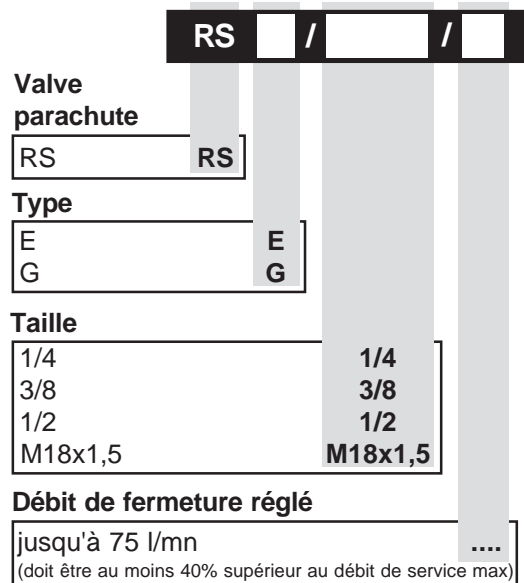 RS / /
Valve
parachute
RS RS
Type
E E
G G
Taille
1/4 1/4
3/8 3/8
1/2 1/2
M18x1,5 M18x1,5
Débit de fermeture réglé
jusqu'à 75 l/mn ....
(doit être au moins 40% supérieur au débit de service max)